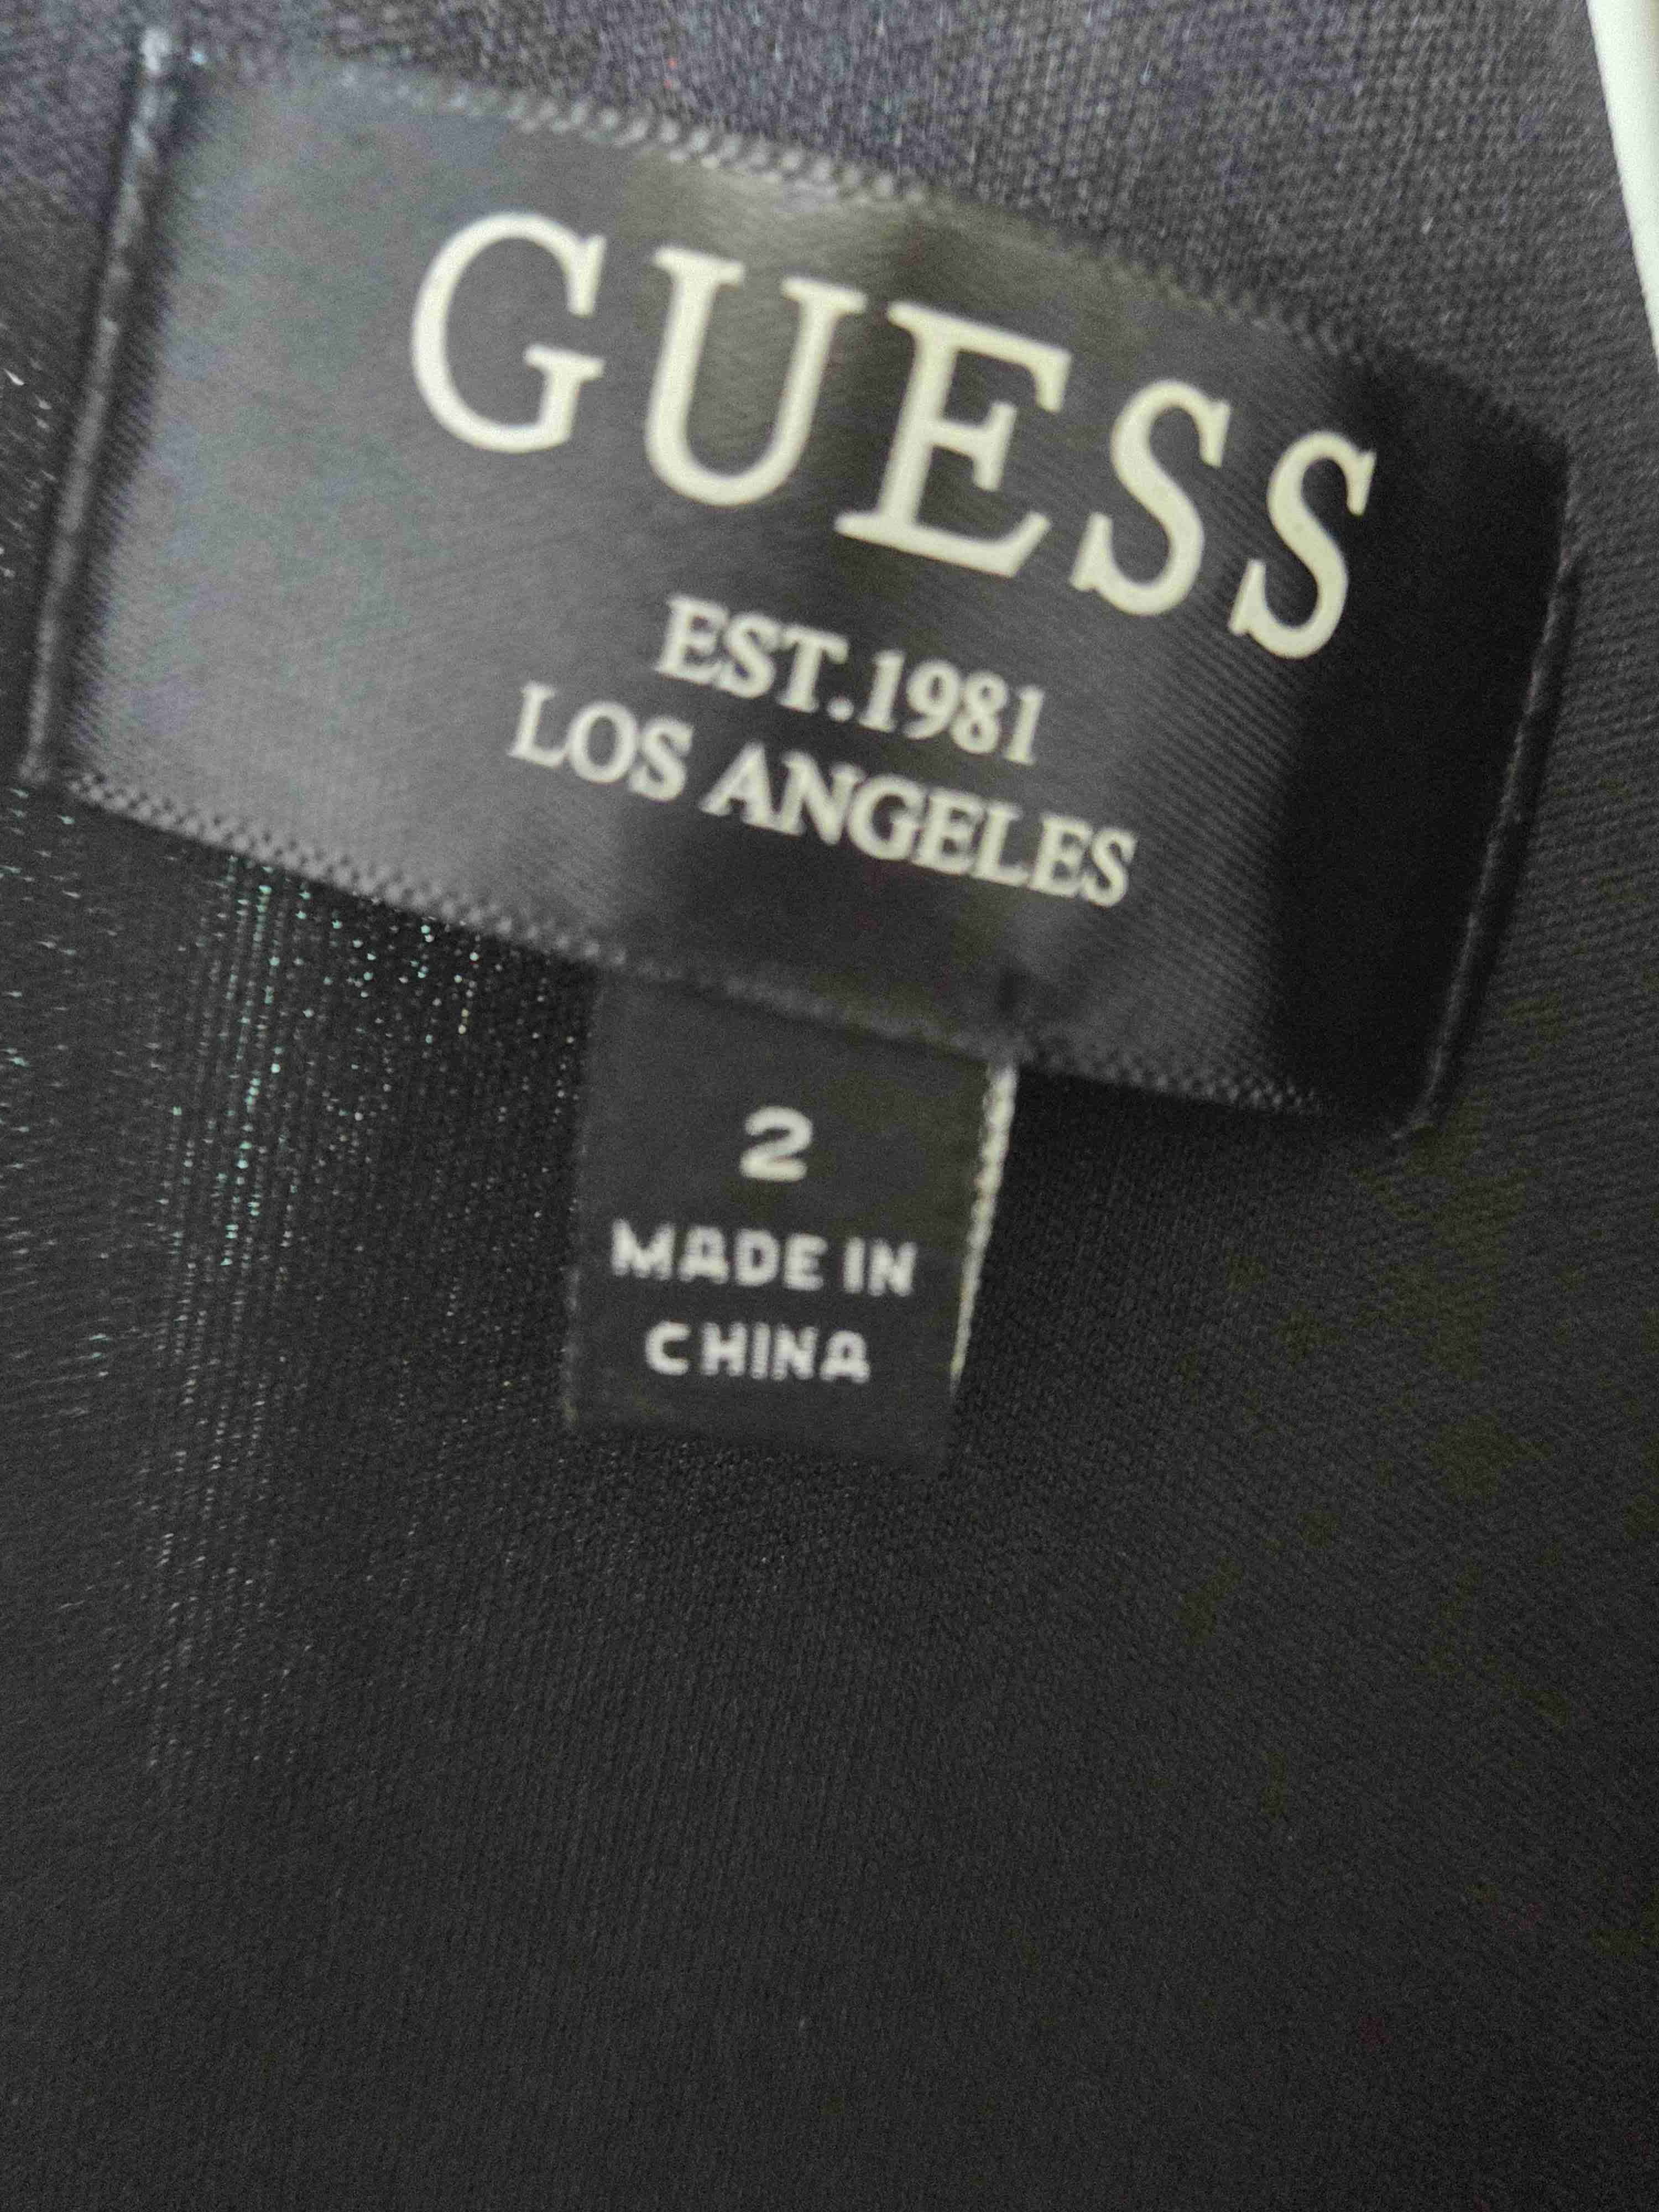 GUESS
EST.1981
LOS ANGELES
2
MADE IN
CHINA